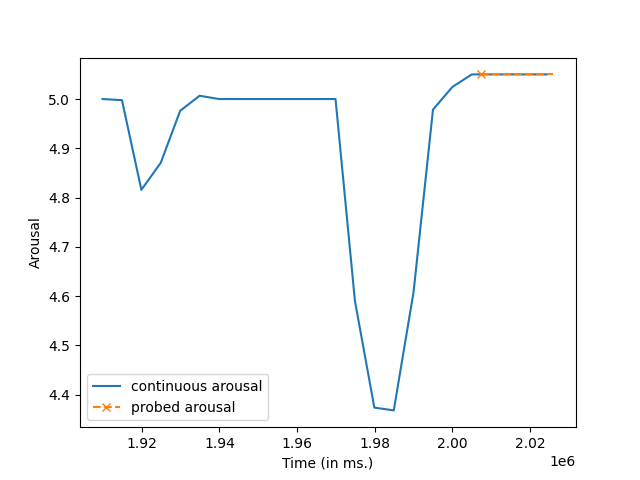 5.0
4.9
4.8
4.7
4.6
4.5
4.4
Arousal
continuous arousal
probed arousal
1.92 1.94 1.96 1.98 2.00 2.02
Time (in ms.)
1e6